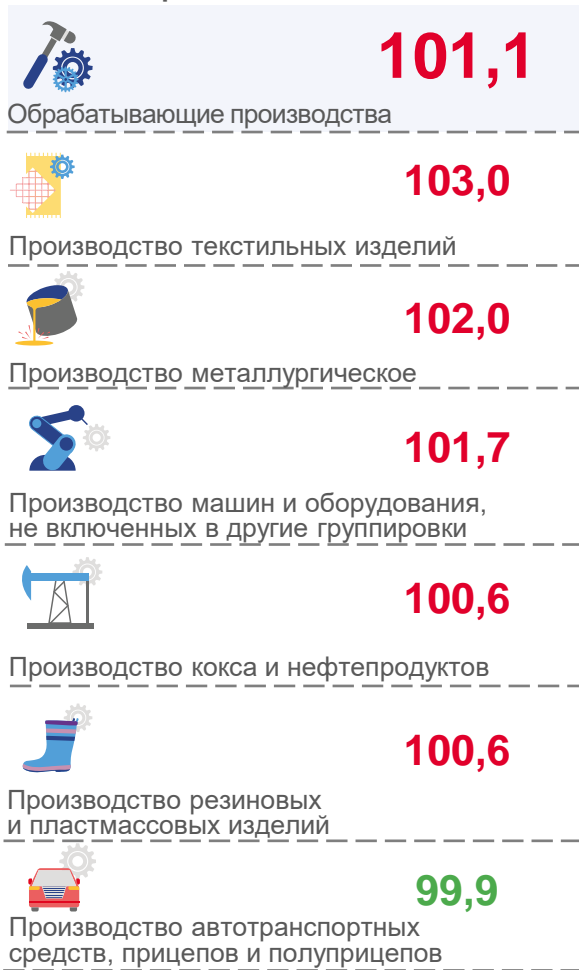 101,1
Обрабатывающие производства
103,0
Производство текстильных изделий
102,0
Производство металлургическое
101,7
Производство машин и оборудования,
не включенных в другие группировки
100,6
Производство кокса и нефтепродуктов
100,6
Производство резиновых
и пластмассовых изделий
99,9
Производство автотранспортных
средств, прицепов и полуприцепов